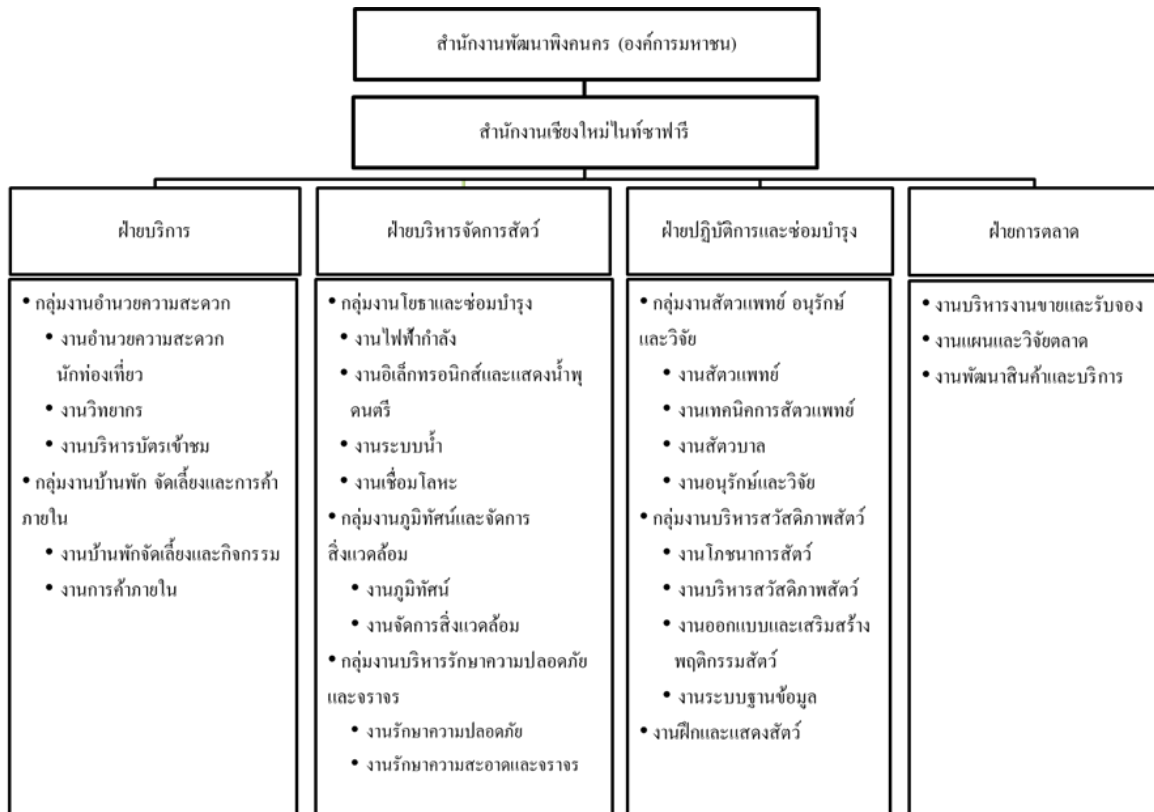 สำนักงานพัฒนาพิงคนคร (องค์การมหาชน)
สำนักงานเชียงใหม่ไนท์ซาฟารี
ฝ่ายบริการ
• กลุ่มงานอำนวยความสะดวก
• งานอำนวยความสะดวก
นักท่องเที่ยว
• งานวิทยากร
• งานบริหารบัตรเข้าชม
• กลุ่มงานบ้านพัก จัดเลี้ยงและการค้า
ภายใน
• งานบ้านพักจัดเลี้ยงและกิจกรรม
• งานการค้าภายใน
ฝ่ายบริหารจัดการสัตว์
• กลุ่มงานโยธาและซ่อมบำรุง
• งานไฟฟ้ากำลัง
• งานอิเล็กทรอนิกส์และแสดงน้ำพุ
ดนตรี
• งานระบบน้ำ
• งานเชื่อมโลหะ
• กลุ่มงานภูมิทัศน์และจัดการ
สิ่งแวดล้อม
• งานภูมิทัศน์
• งานจัดการสิ่งแวดล้อม
• กลุ่มงานบริหารรักษาความปลอดภัย
และจราจร
• งานรักษาความปลอดภัย
• งานรักษาความสะอาดและจราจร
ฝ่ายปฏิบัติการและซ่อมบำรุง
• กลุ่มงานสัตวแพทย์ อนุรักษ์
และวิจัย
• งานสัตวแพทย์
• งานเทคนิคการสัตวแพทย์
• งานสัตวบาล
• งานอนุรักษ์และวิจัย
• กลุ่มงานบริหารสวัสดิภาพสัตว์
• งานโภชนาการสัตว์
• งานบริหารสวัสดิภาพสัตว์
• งานออกแบบและเสริมสร้าง
พฤติกรรมสัตว์
• งานระบบฐานข้อมูล
• งานฝึกและแสดงสัตว์
ฝ่ายการตลาด
• งานบริหารงานขายและรับจอง
• งานแผนและวิจัยตลาด
• งานพัฒนาสินค้าและบริการ